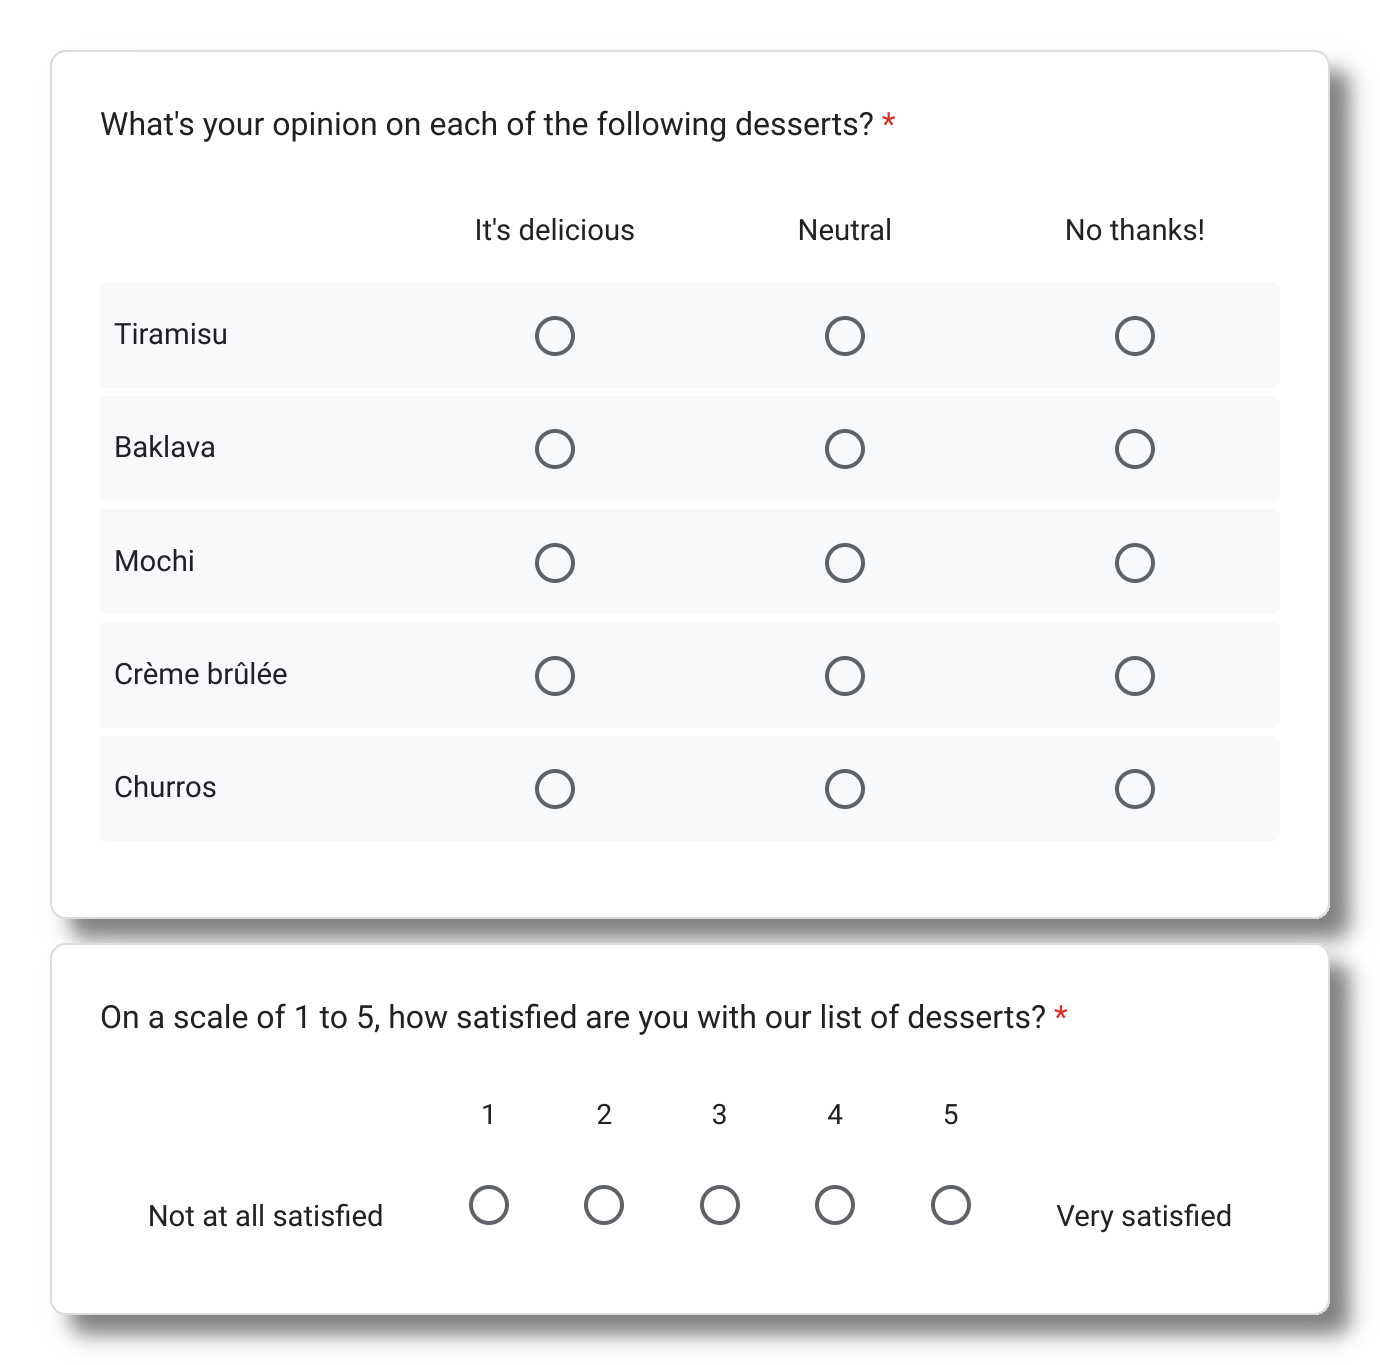 What's your opinion on each of the following desserts? *
It's delicious Neutral No thanks!
Tiramisu
Baklava
Mochi
Crème brûlée
Churros
On a scale of 1 to 5, how satisfied are you with our list of desserts? *
1 2 3 4 5
Not at all satisfied Very satisfied